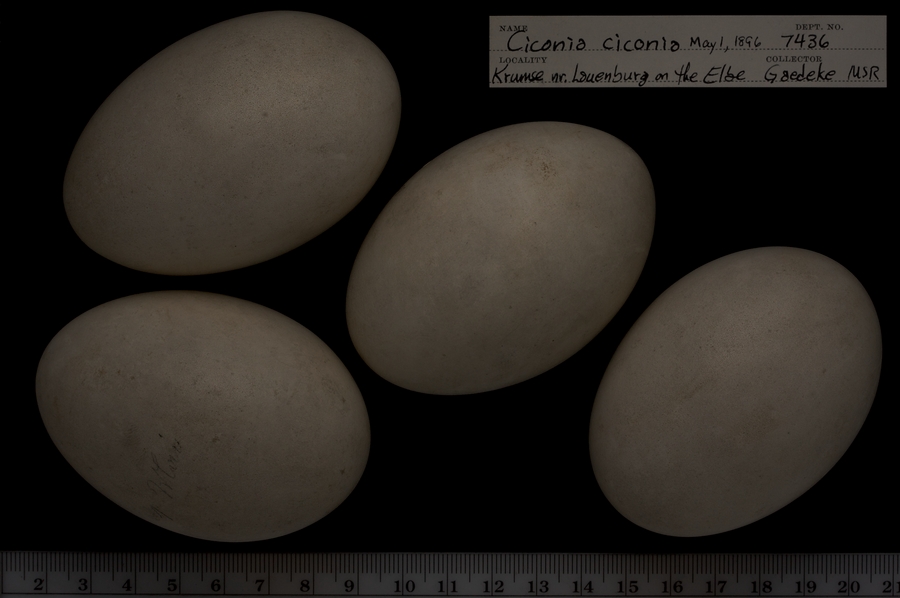 NAME DEPT. NO.
Ciconia ciconia May 1, 1896 7436
LOCALITY COLLECTOR
nr. Lauenburg on the Elbe Gaedeke MSR
2 3 4 5 6 7 8 9 10 11 12 13 14 15 16 17 18 19 20 21